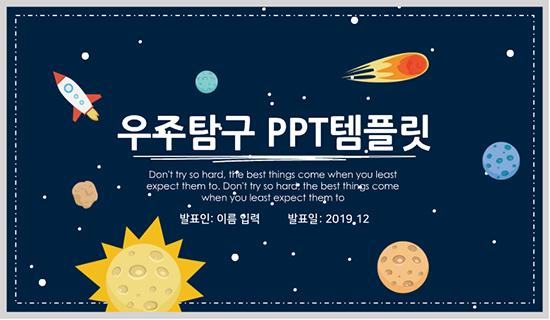 우주탐구 PPT템플릿
Don't try so hard, the best things come when you least
expect them to. Don't try so hard, the best things come
when you least expect them to
발표인: 이름 입력 발표일: 2019.12